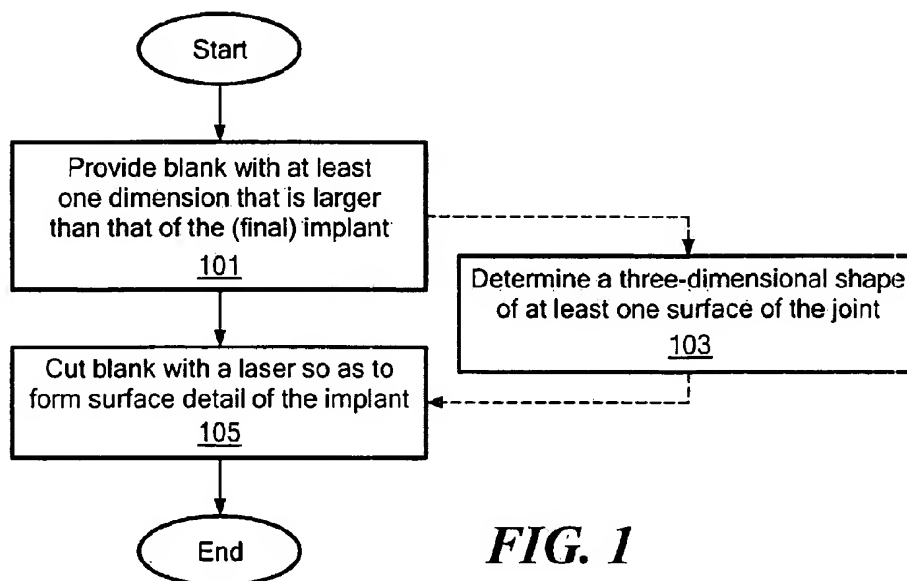 Start
Provide blank with at least
one dimension that is larger
than that of the (final) implant
101
Determine a three-dimensional shape
of at least one surface of the joint
103
Cut blank with a laser so as to
form surface detail of the implant
105
End
FIG. 1